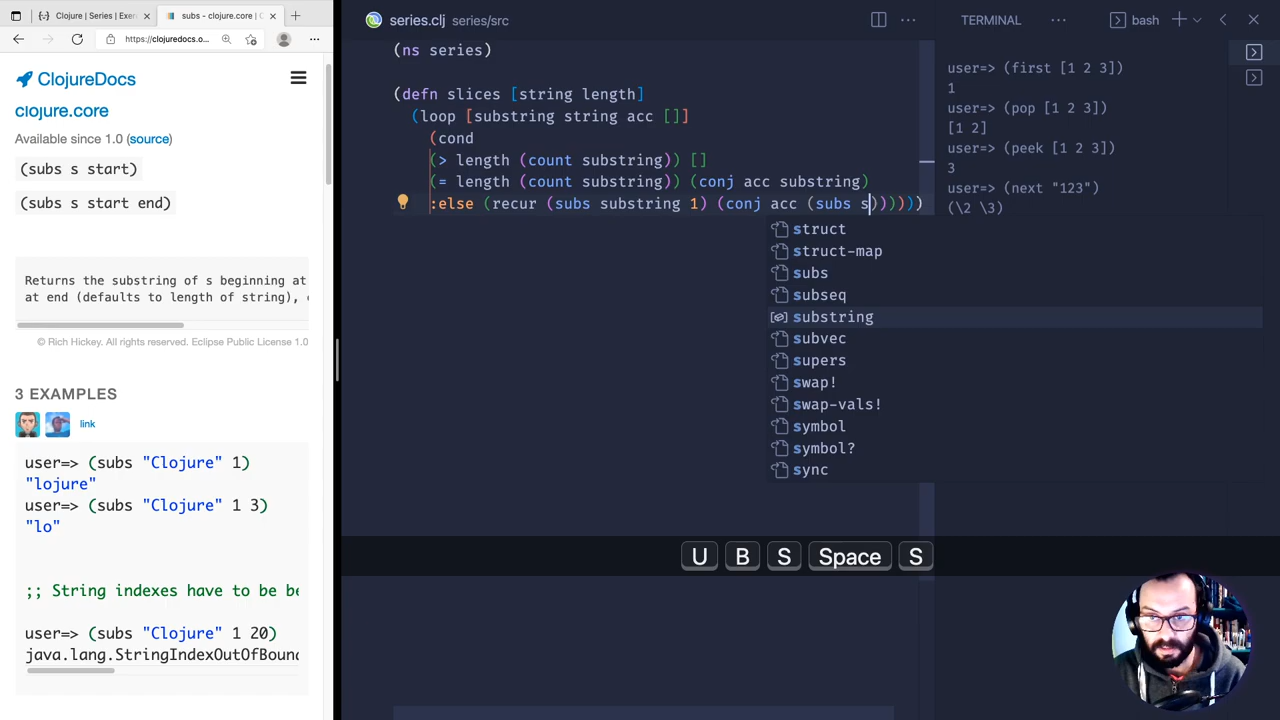 Clojure | Series | Exer
subs - clojure.core | C
https://clojuredocs.o...
ClojureDocs
clojure.core
Available since 1.0 (source)
(subs s start)
(subs s start end)
Returns the substring of s beginning at
at end (defaults to length of string),
© Rich Hickey. All rights reserved. Eclipse Public License 1.0
3 EXAMPLES
link
user=> (subs "Clojure" 1)
"lojure"
user=> (subs "Clojure" 1 3)
"lo"
;; String indexes have to be be
user=> (subs "Clojure" 1 20)
java.lang.StringIndexOutOfBoun
series.clj series/src
(ns series)
(defn slices [string length]
(loop [substring string acc []]
(cond
(> length (count substring)) []
(= length (count substring)) (conj acc substring)
:else (recur (subs substring 1) (conj acc (subs s))))))
struct
struct-map
subs
subseq
substring
subvec
supers
swap!
swap-vals!
symbol
symbol?
sync
U B S Space S
TERMINAL
bash
user=> (first [1 2 3])
1
user=> (pop [1 2 3])
[1 2]
user=> (peek [1 2 3])
3
user=> (next "123")
(\2 \3)